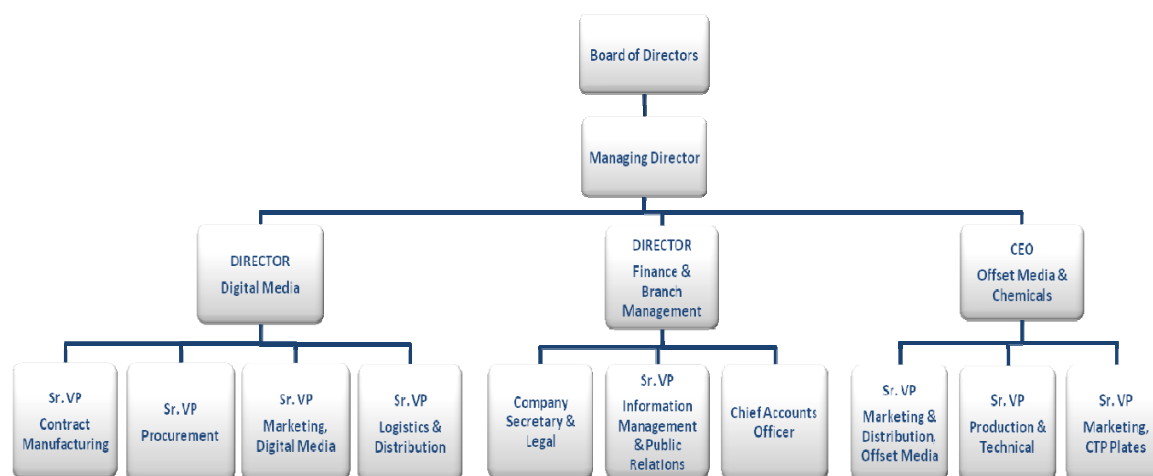 Board of Directors
Managing Director
DIRECTOR
Digital Media
DIRECTOR
Finance &
Branch
Management
CEO
Offset Media &
Chemicals
Sr. VP
Contract
Manufacturing
Sr. VP
Procurement
Sr. VP
Marketing,
Digital Media
Sr. VP
Logistics &
Distribution
Company
Secretary &
Legal
Sr. VP
Information
Management
& Public
Relations
Chief Accounts
Officer
Sr. VP
Marketing &
Distribution,
Offset Media
Sr. VP
Production &
Technical
Sr. VP
Marketing,
CTP Plates